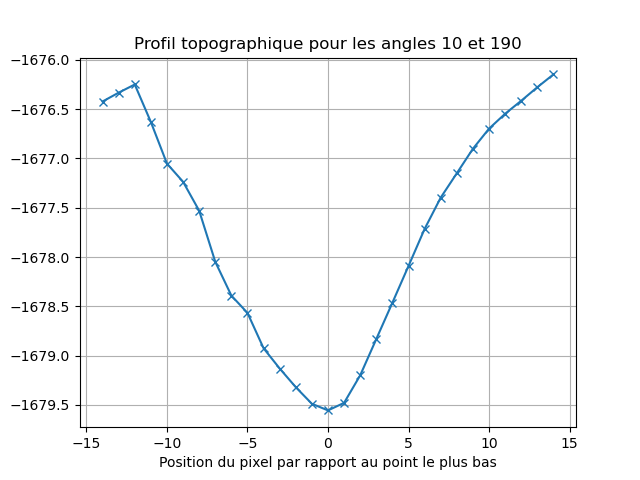 Profil topographique pour les angles 10 et 190
−1676.0
−1676.5
−1677.0
−1677.5
−1678.0
−1678.5
−1679.0
−1679.5
−15 −10 −5 0 5 10 15
Position du pixel par rapport au point le plus bas